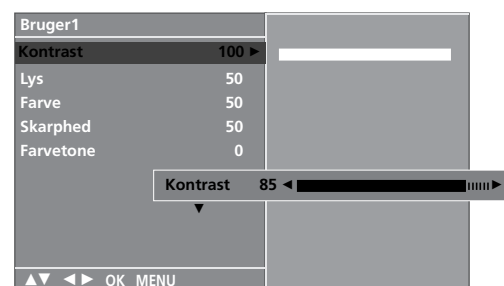 Bruger1
Kontrast 100 ►
Lys 50
Farve 50
Skarphed 50
Farvetone 0
Kontrast 85 ◄ ►
▼
▲▼ ◄► OK MENU